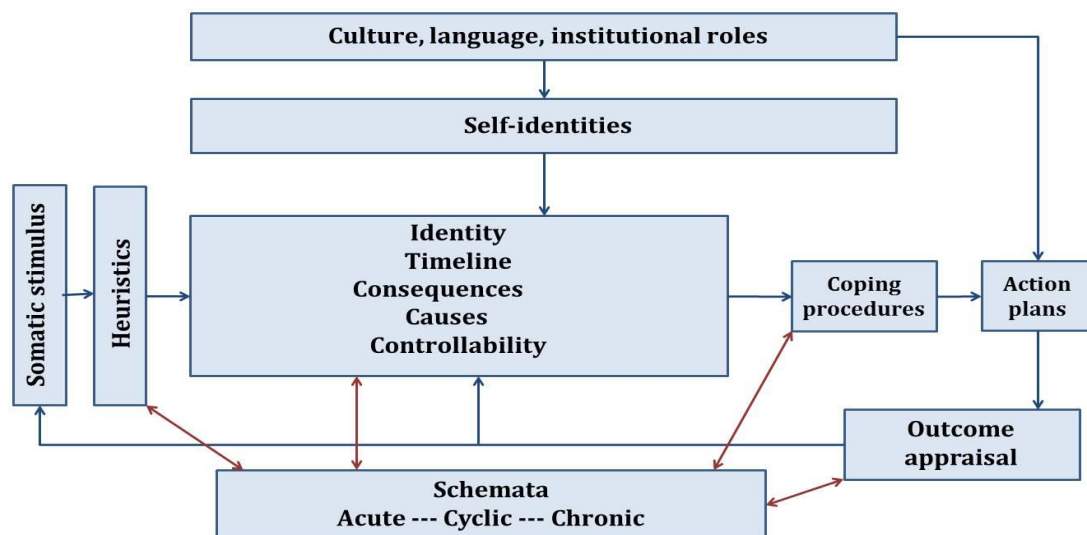 Culture, language, institutional roles
Self-identities
Somatic stimulus
Heuristics
Identity
Timeline
Consequences
Causes
Controllability
Coping
procedures
Action
plans
Outcome
appraisal
Schemata
Acute --- Cyclic --- Chronic